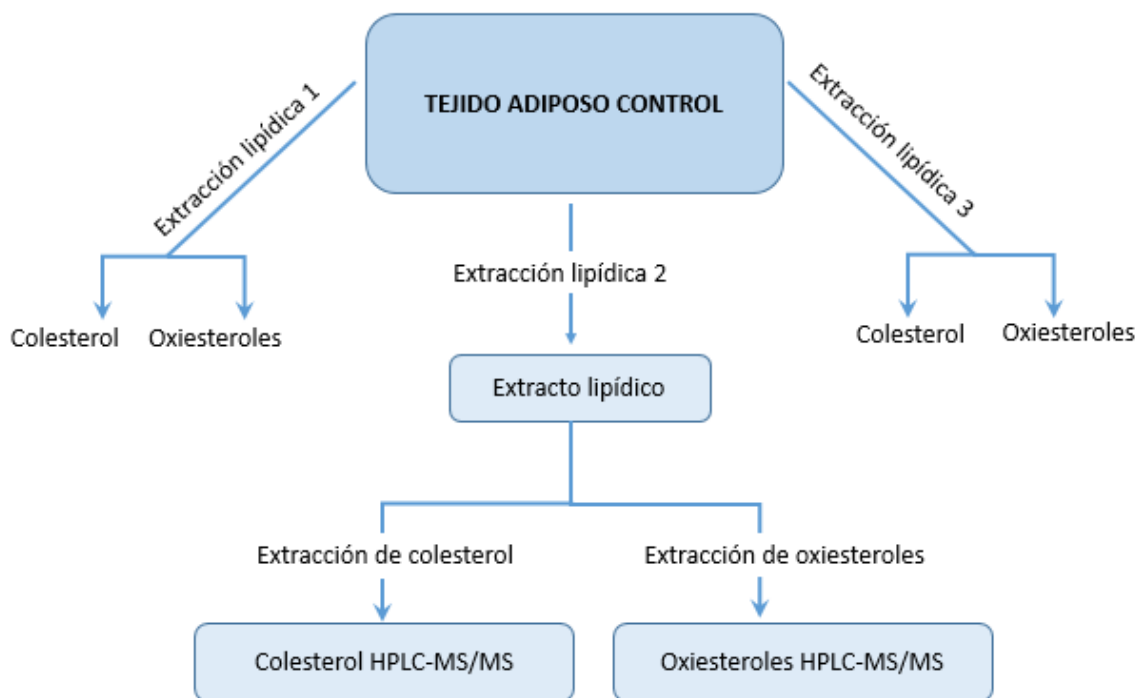 TEJIDO ADIPOSO CONTROL
Extracción lipídica 1
Extracción lipídica 3
Extracción lipídica 2
Colesterol
Oxiesteroles
Colesterol
Oxiesteroles
Extracto lipídico
Extracción de colesterol
Extracción de oxiesteroles
Colesterol HPLC-MS/MS
Oxiesteroles HPLC-MS/MS